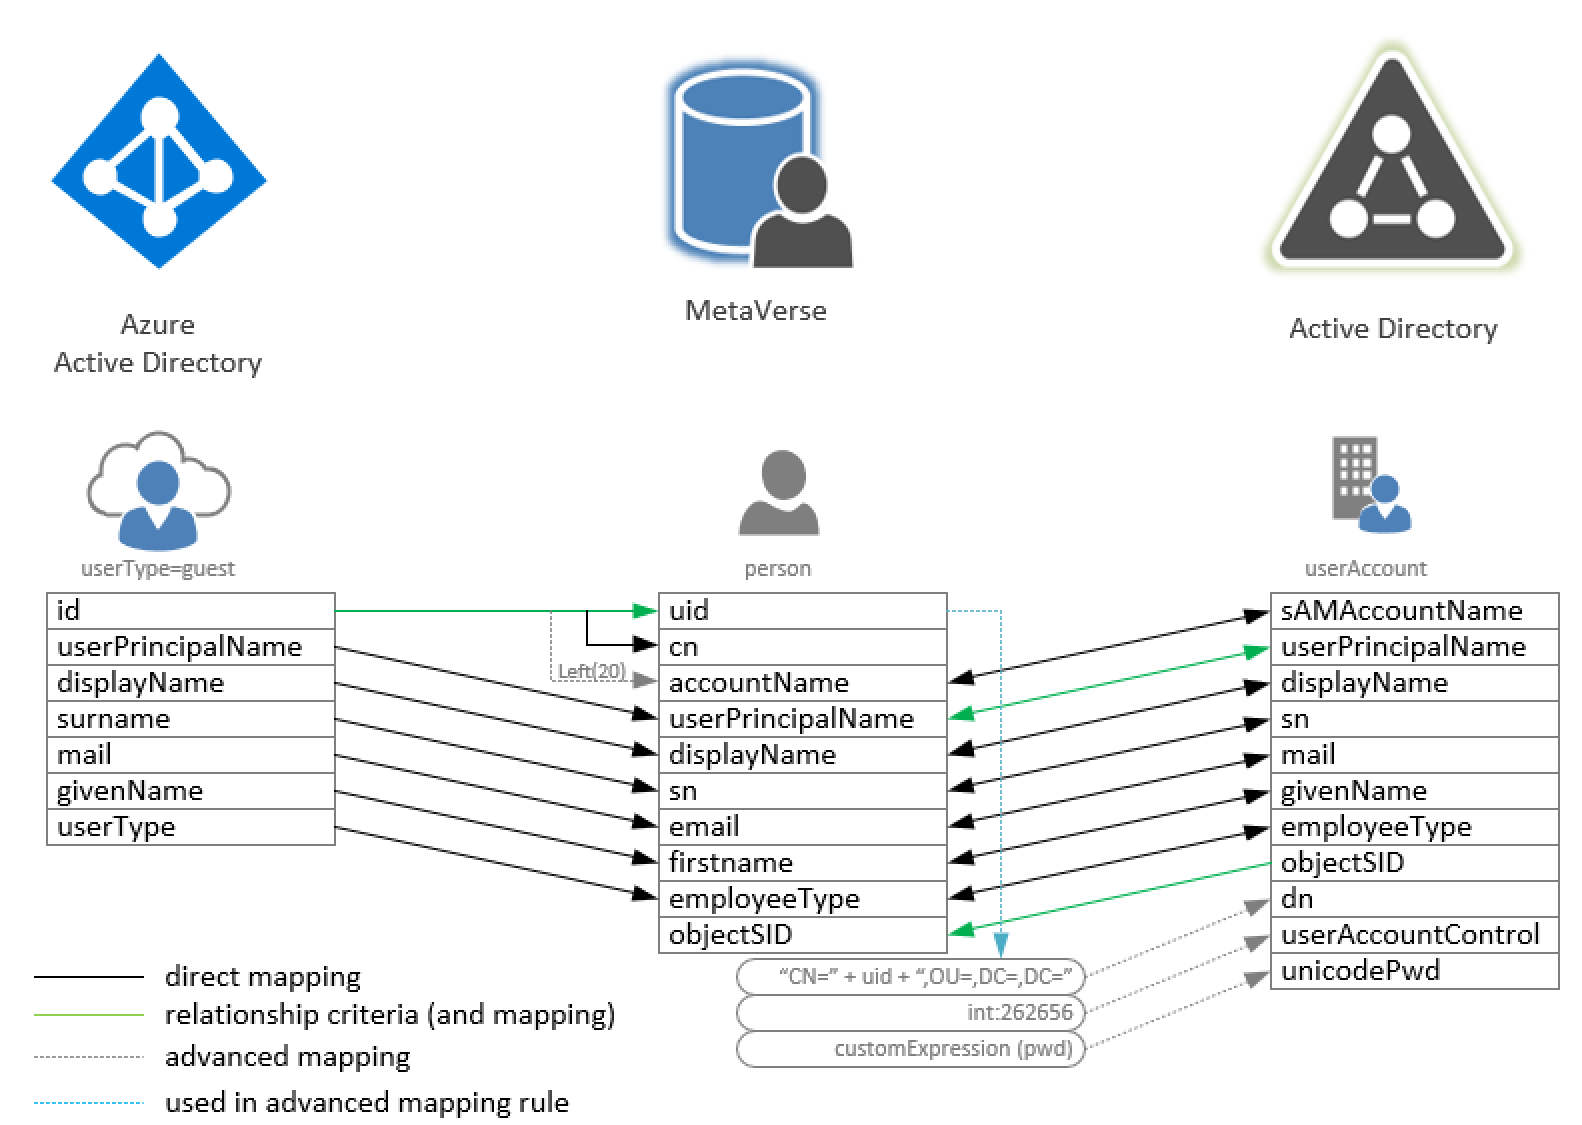 Azure
Active Directory
MetaVerse
Active Directory
userType=guest
person
userAccount
id
userPrincipalName
displayName
surname
mail
givenName
userType
Left(20)
uid
cn
accountName
userPrincipalName
displayName
sn
email
firstname
employeeType
objectSID
sAMAccountName
userPrincipalName
displayName
sn
mail
givenName
employeeType
objectSID
dn
userAccountControl
unicodePwd
“CN=” + uid + “,OU=,DC=,DC=”
int:262656
customExpression (pwd)
direct mapping
relationship criteria (and mapping)
advanced mapping
used in advanced mapping rule